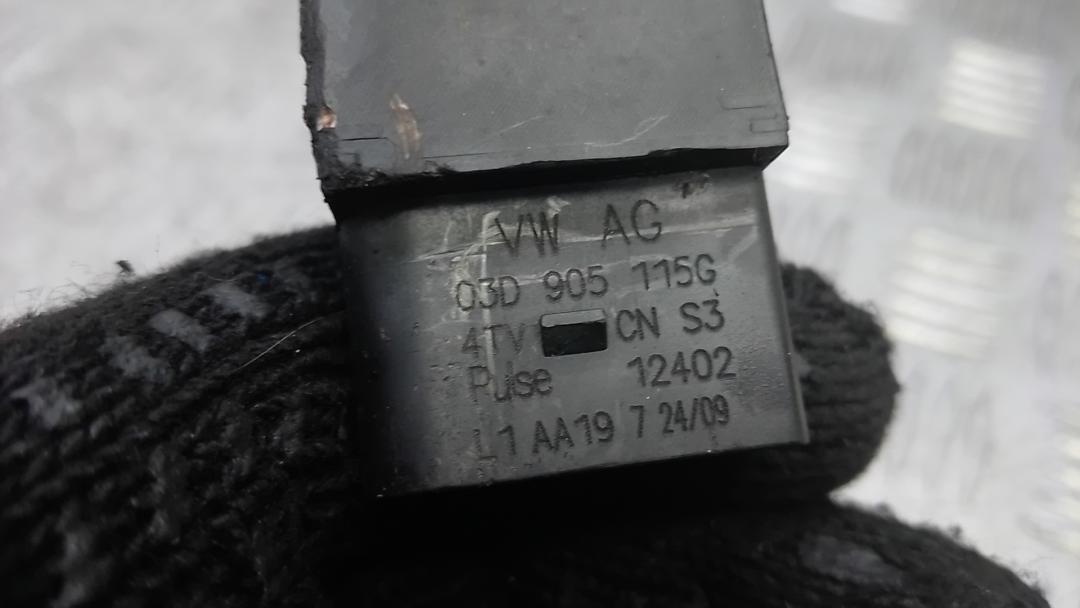 VW AG
03D 905 115G
4TV CN S3
Pulse 12402
L1 AA19 7 24/09